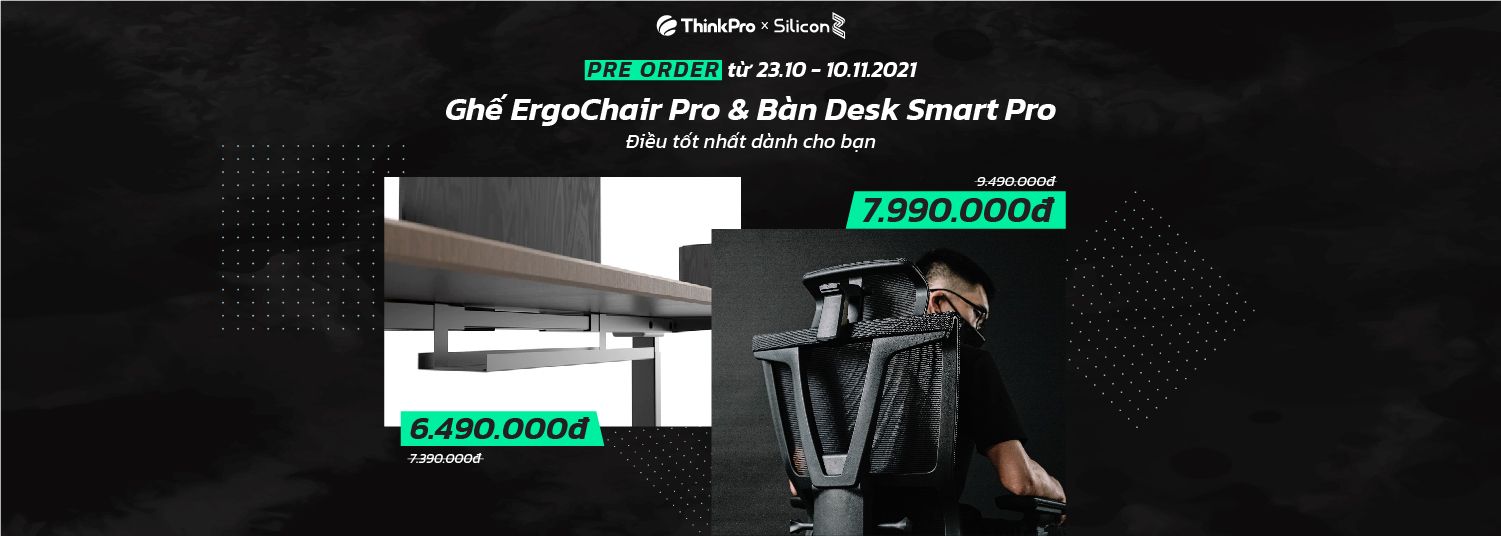 ThinkPro x Silicon
PRE ORDER từ 23.10 - 10.11.2021
Ghế ErgoChair Pro & Bàn Desk Smart Pro
Điều tốt nhất dành cho bạn
9.490.000đ
7.990.000đ
6.490.000đ
7.390.000đ